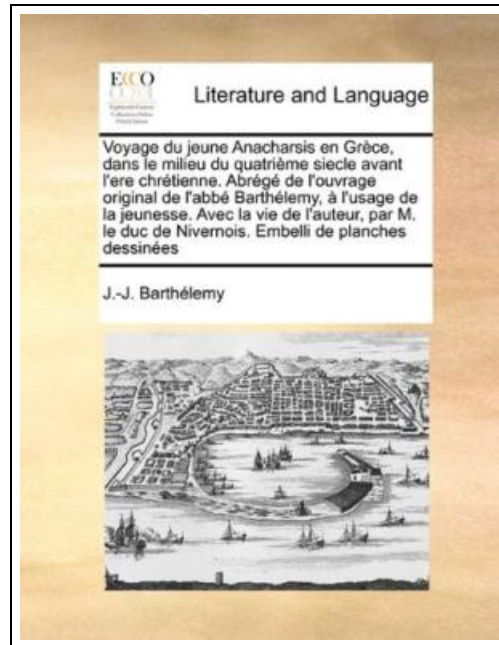 ECCO
Literature and Language
Voyage du jeune Anacharsis en Grèce,
dans le milieu du quatrième siecle avant
l'ere chrétienne. Abrégé de l'ouvrage
original de l'abbé Barthélemy, à l'usage de
la jeunesse. Avec la vie de l'auteur, par M.
le duc de Nivernois. Embelli de planches
dessinées
J.-J. Barthélemy